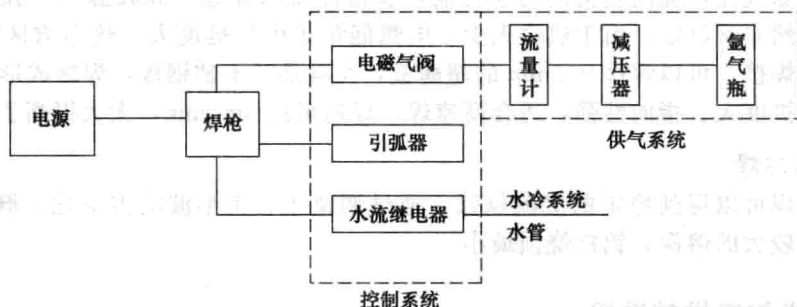 电源
焊枪
电磁气阀
引弧器
水流继电器
控制系统
流量计
减压器
氩气瓶
供气系统
水冷系统
水管